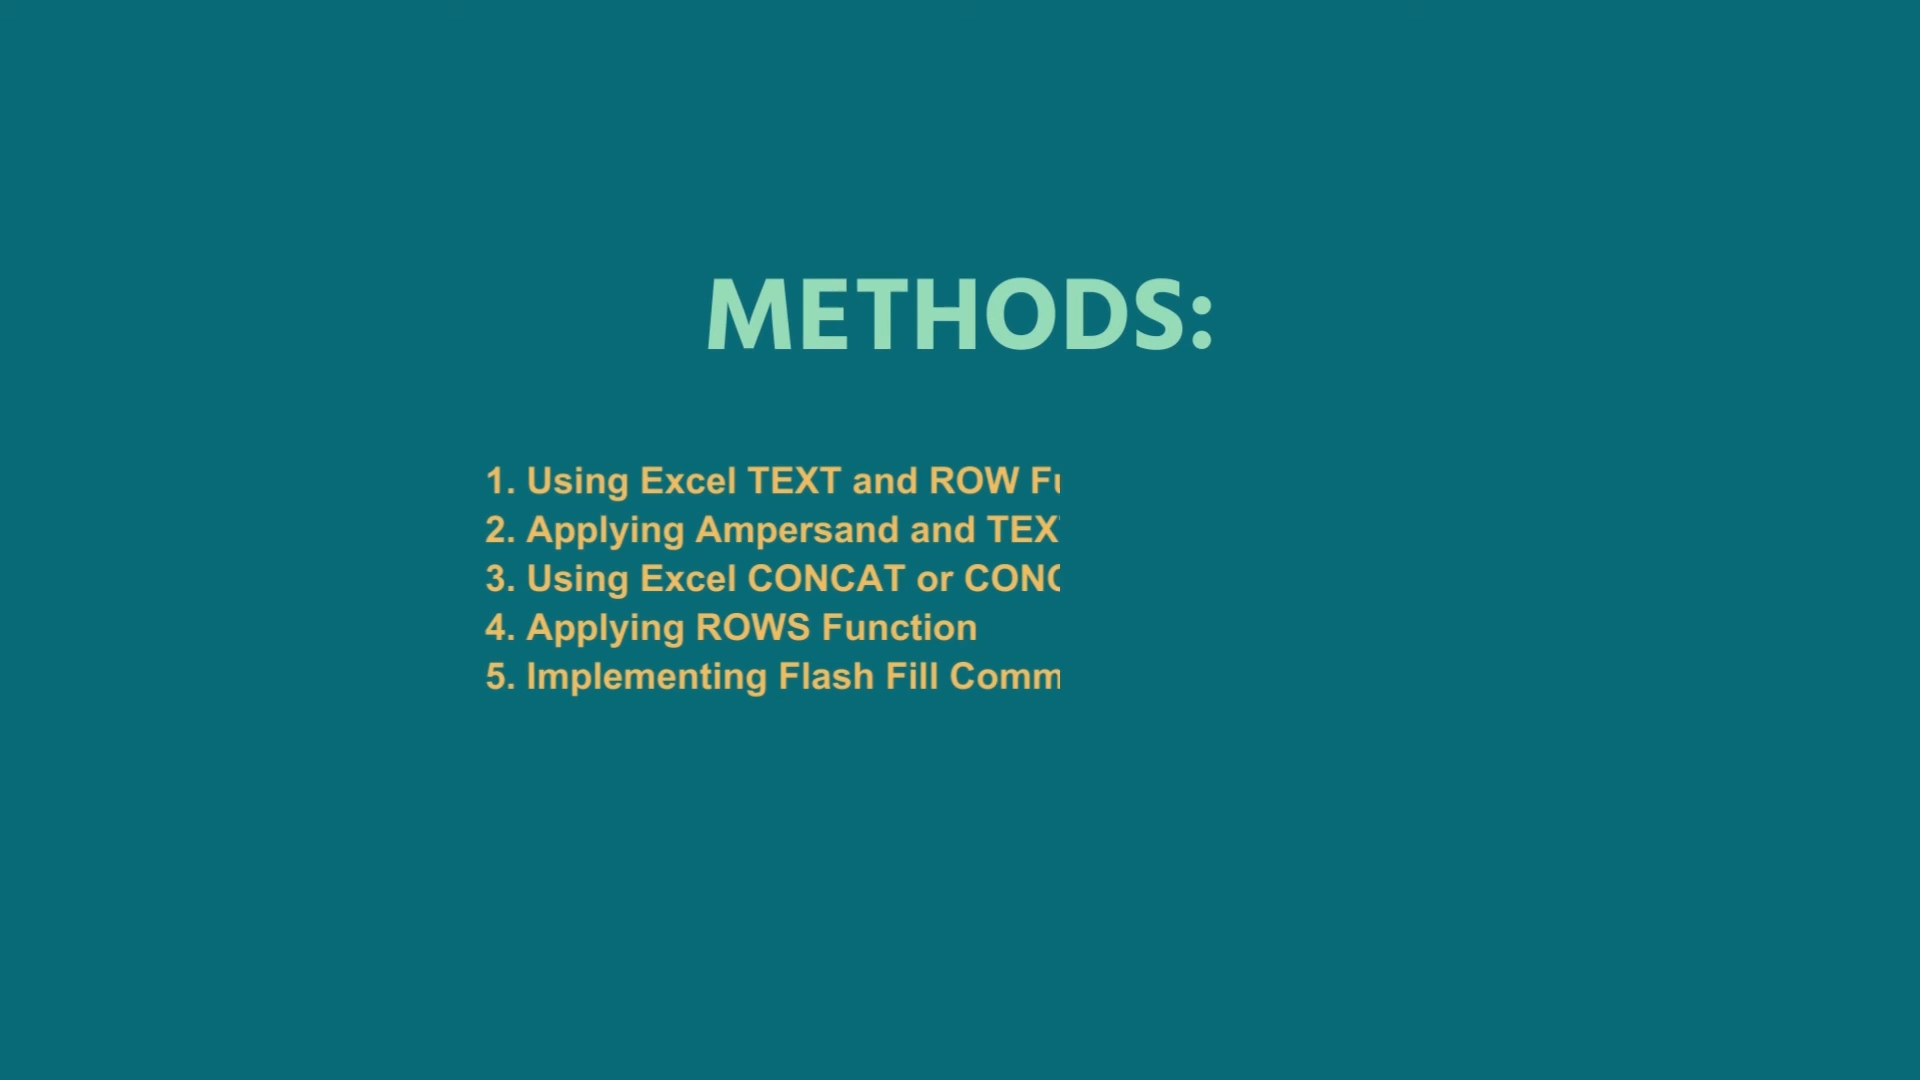 METHODS:
1. Using Excel TEXT and ROW
2. Applying Ampersand and
3. Using Excel CONCAT or
4. Applying ROWS Function
5. Implementing Flash Fill